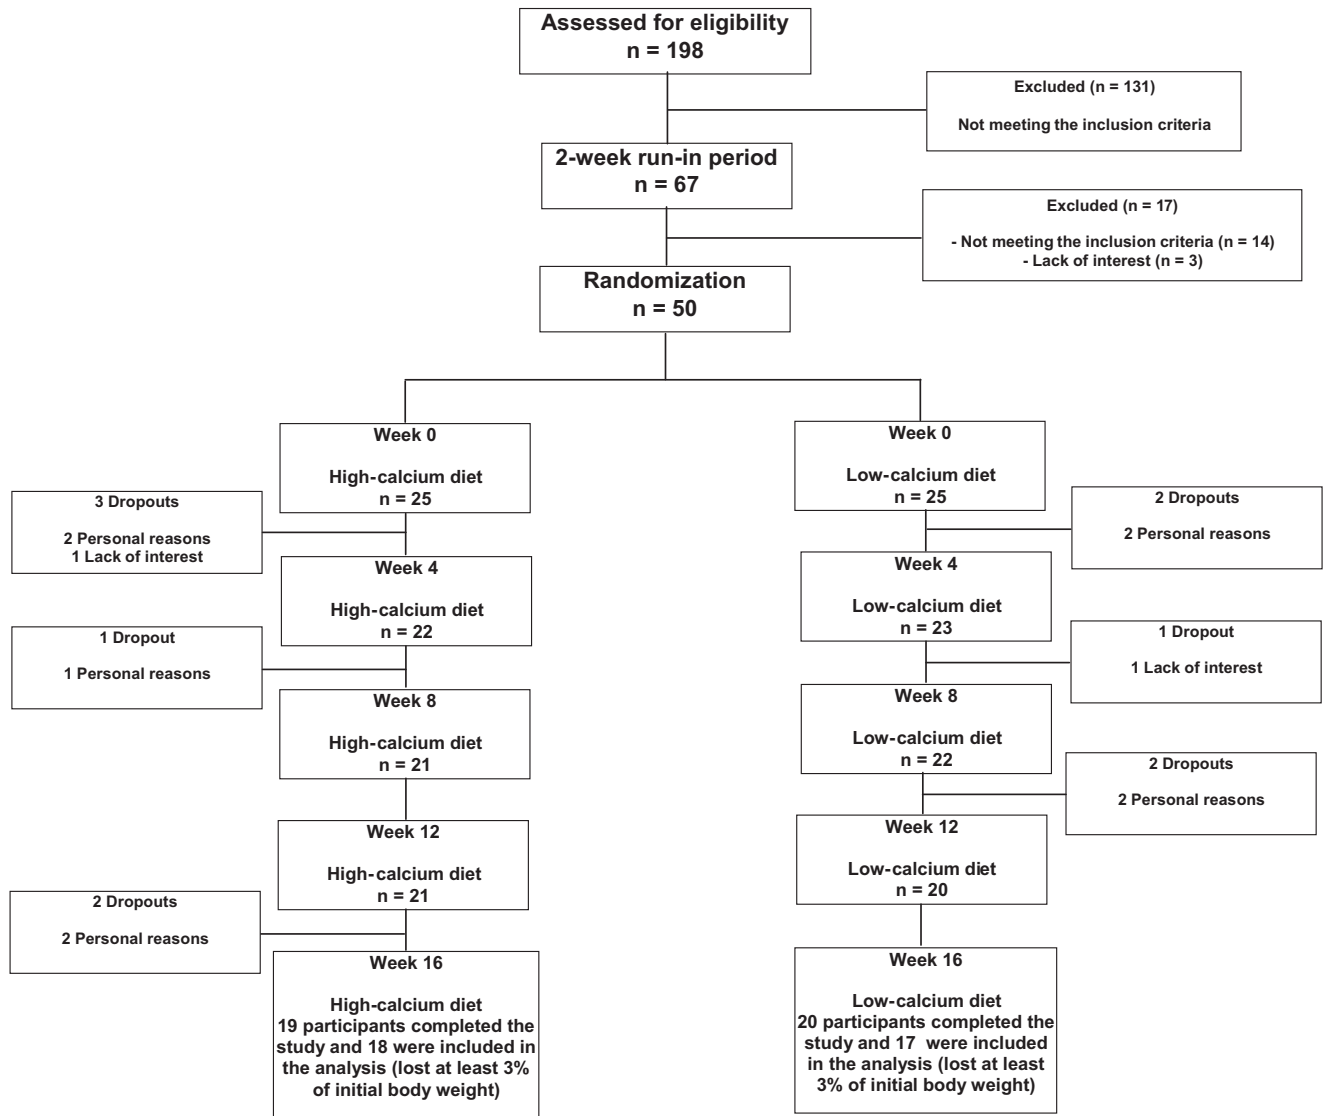 Assessed for eligibility
n = 198
Excluded (n = 131)
Not meeting the inclusion criteria
2-week run-in period
n = 67
Excluded (n = 17)
- Not meeting the inclusion criteria (n = 14)
- Lack of interest (n = 3)
Randomization
n = 50
Week 0
High-calcium diet
n = 25
Week 0
Low-calcium diet
n = 25
3 Dropouts
2 Personal reasons
1 Lack of interest
2 Dropouts
2 Personal reasons
Week 4
High-calcium diet
n = 22
Week 4
Low-calcium diet
n = 23
1 Dropout
1 Personal reasons
1 Dropout
1 Lack of interest
Week 8
High-calcium diet
n = 21
Week 8
Low-calcium diet
n = 22
2 Dropouts
2 Personal reasons
Week 12
High-calcium diet
n = 21
Week 12
Low-calcium diet
n = 20
2 Dropouts
2 Personal reasons
Week 16
High-calcium diet
19 participants completed the
study and 18 were included in
the analysis (lost at least 3%
of initial body weight)
Week 16
Low-calcium diet
20 participants completed the
study and 17 were included
in the analysis (lost at least
3% of initial body weight)